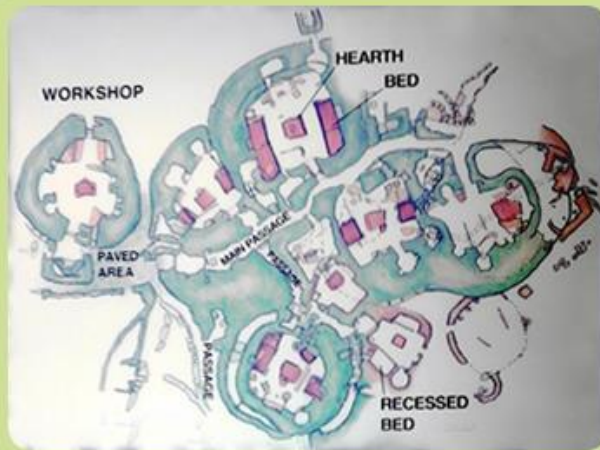 HEARTH
BED
WORKSHOP
MAIN PASSAGE
PAVED
AREA
PASSAGE
PASSAGE
RECESSED
BED